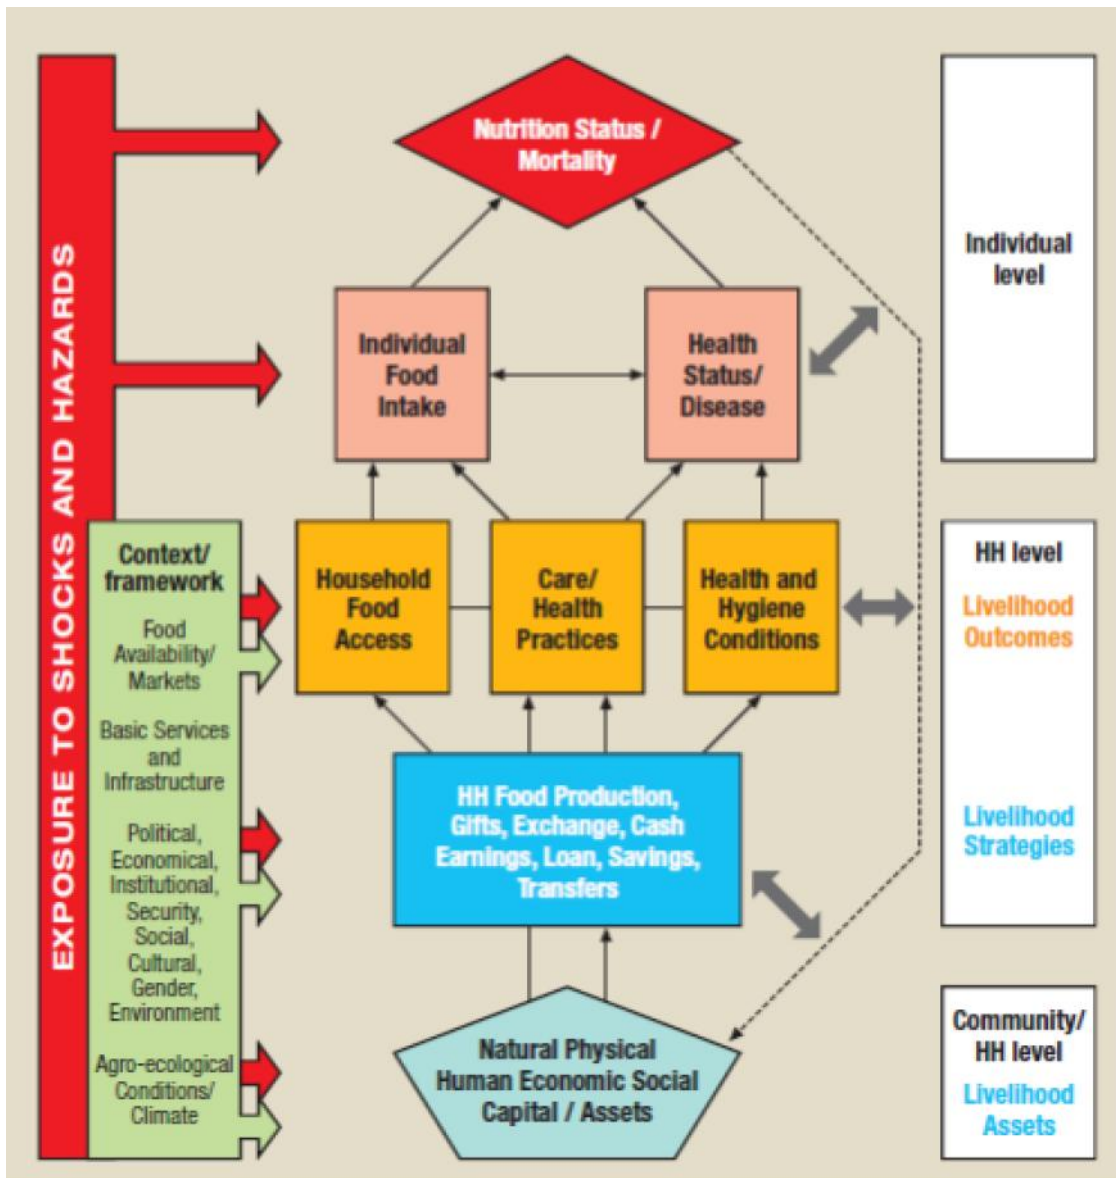 EXPOSURE TO SHOCKS AND HAZARDS
Nutrition Status /
Mortality
Individual
level
Individual
Food
Intake
Health
Status/
Disease
Context/
framework
Food
Availability/
Markets
Basic Services
and
Infrastructure
Political,
Economical,
Institutional,
Security,
Social,
Cultural,
Gender,
Environment
Agro-ecological
Conditions/
Climate
Household
Food
Access
Care/
Health
Practices
Health and
Hygiene
Conditions
HH level
Livelihood
Outcomes
HH Food Production,
Gifts, Exchange, Cash
Earnings, Loan, Savings,
Transfers
Livelihood
Strategies
Natural Physical
Human Economic Social
Capital / Assets
Community/
HH level
Livelihood
Assets